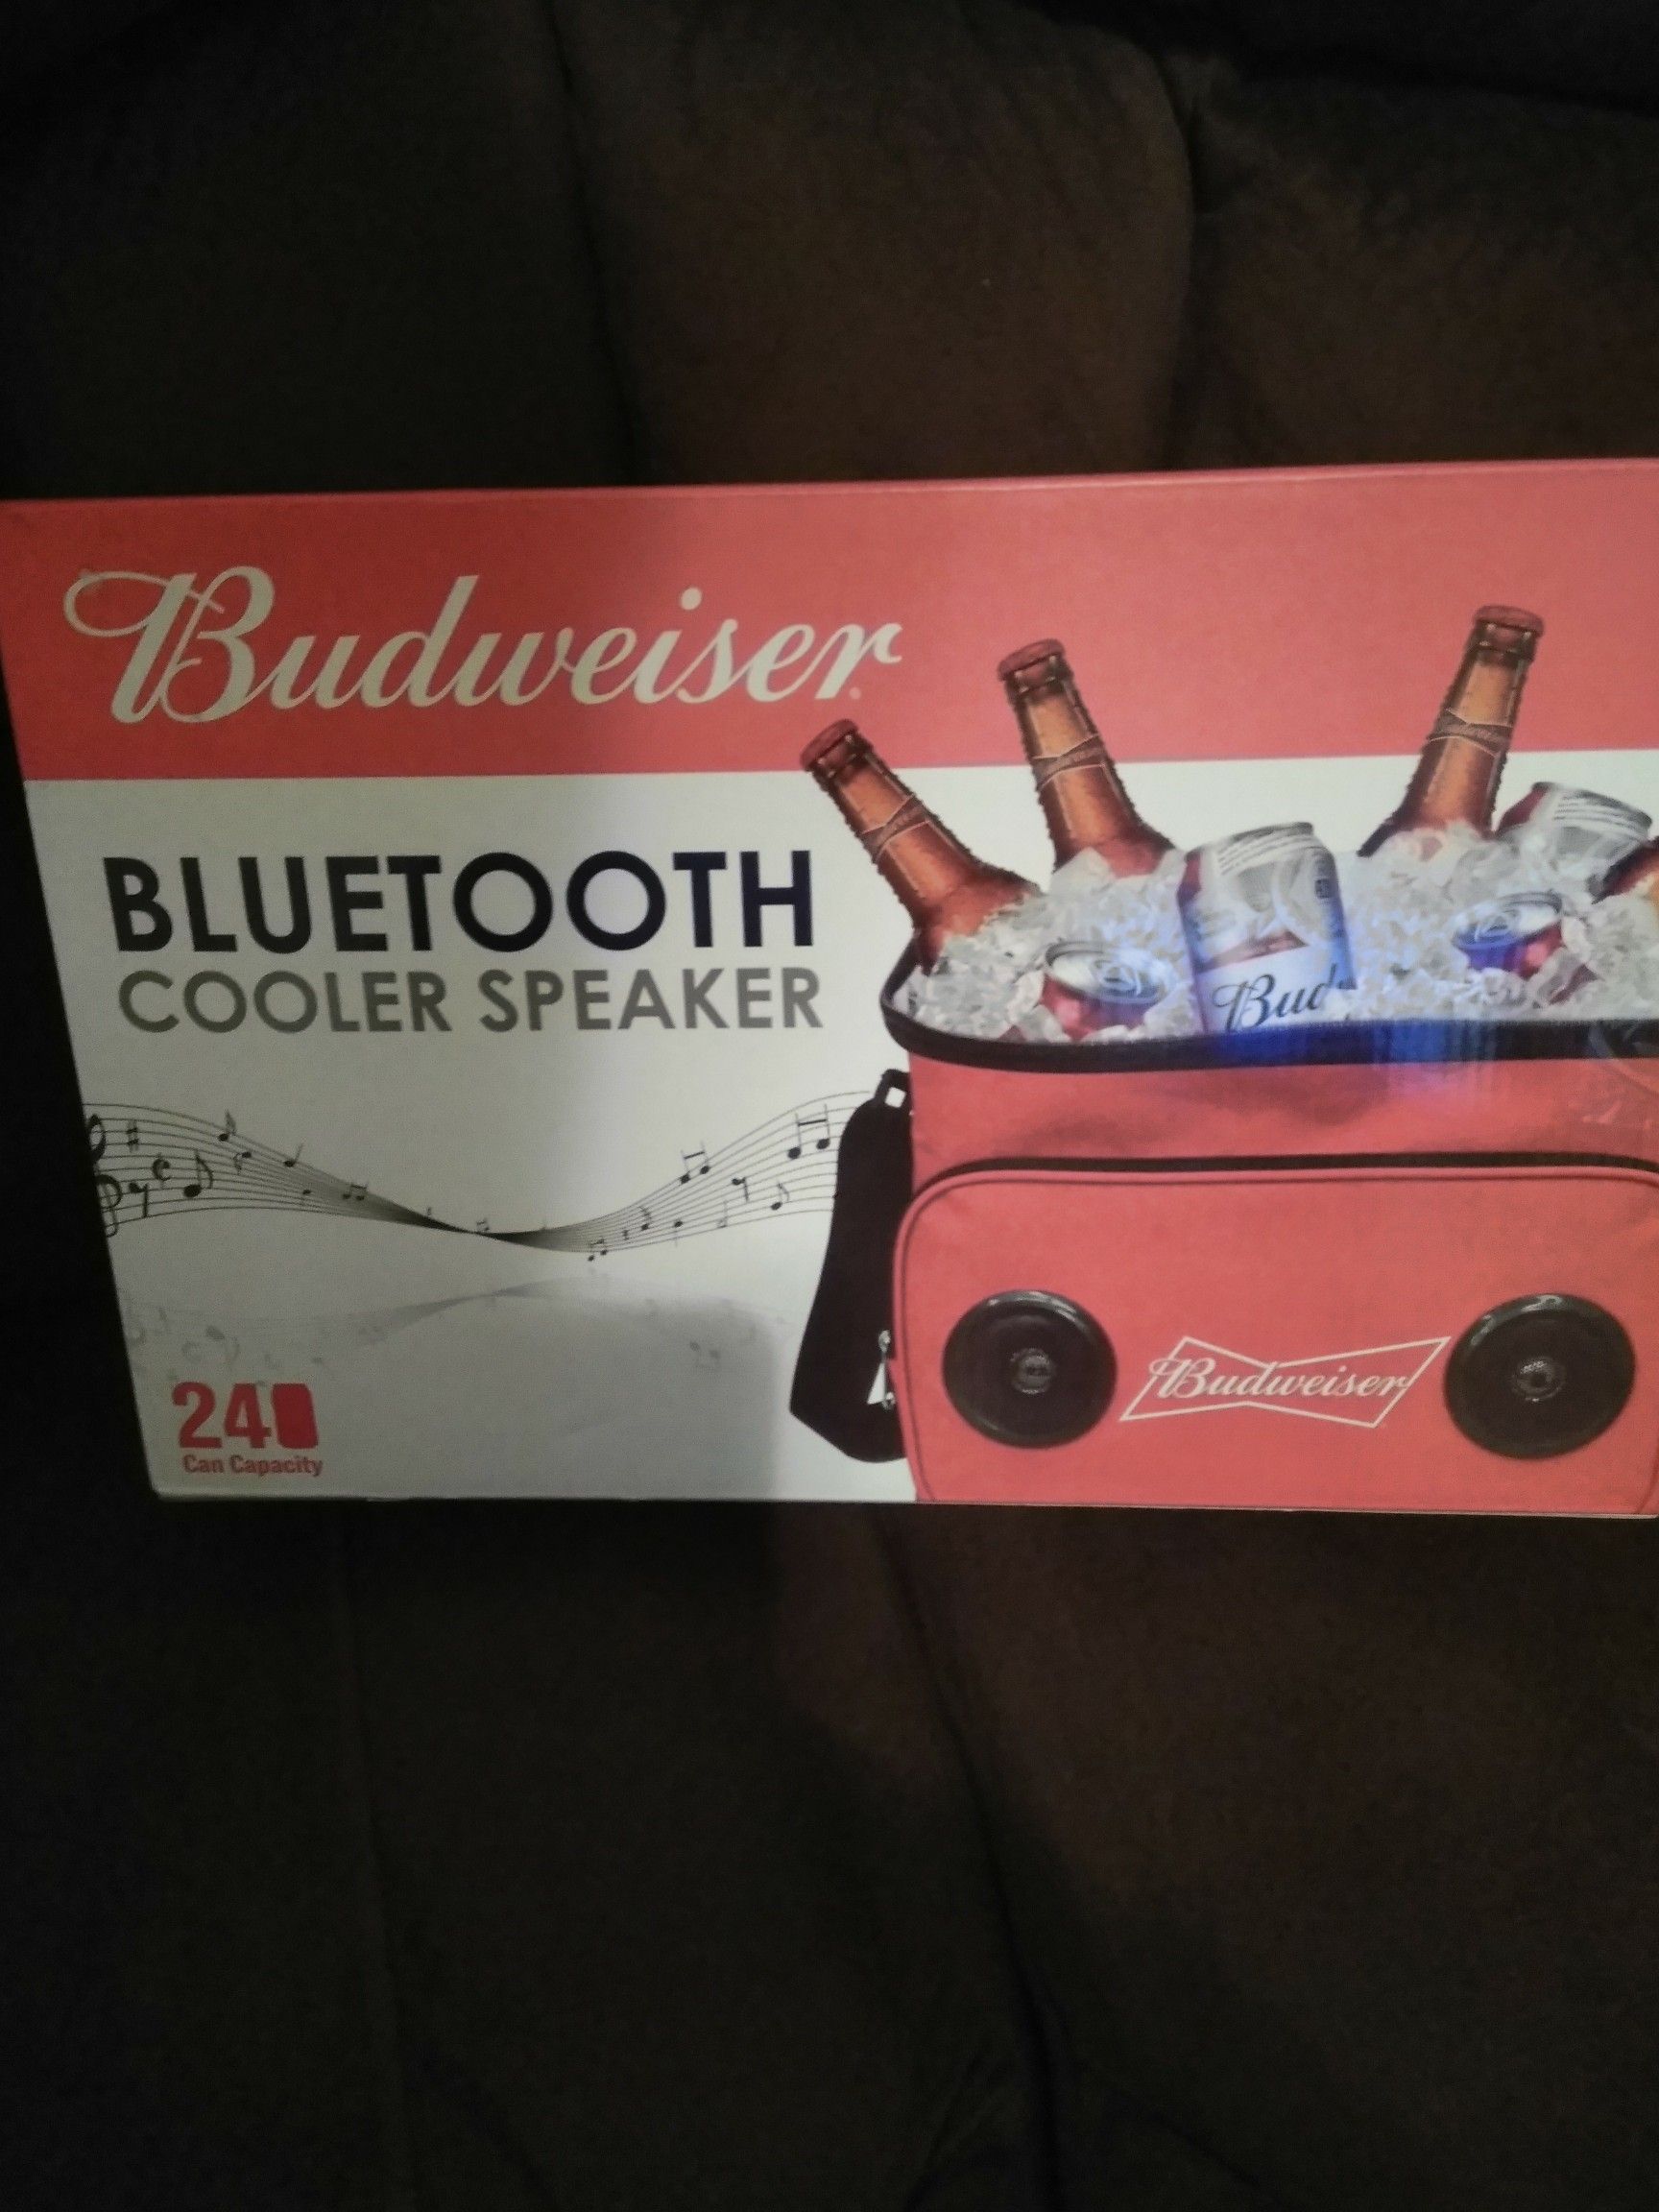 Budweiser
BLUETOOTH
COOLER SPEAKER
Bud
Budweiser
24
Can Capacity